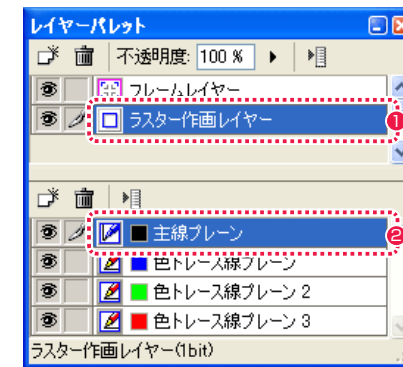 レイヤーパレット
不透明度: 100 %
フレームレイヤー
ラスター作画レイヤー 1
主線プレーン 2
色トレース線プレーン
色トレース線プレーン 2
色トレース線プレーン 3
ラスター作画レイヤー(1bit)